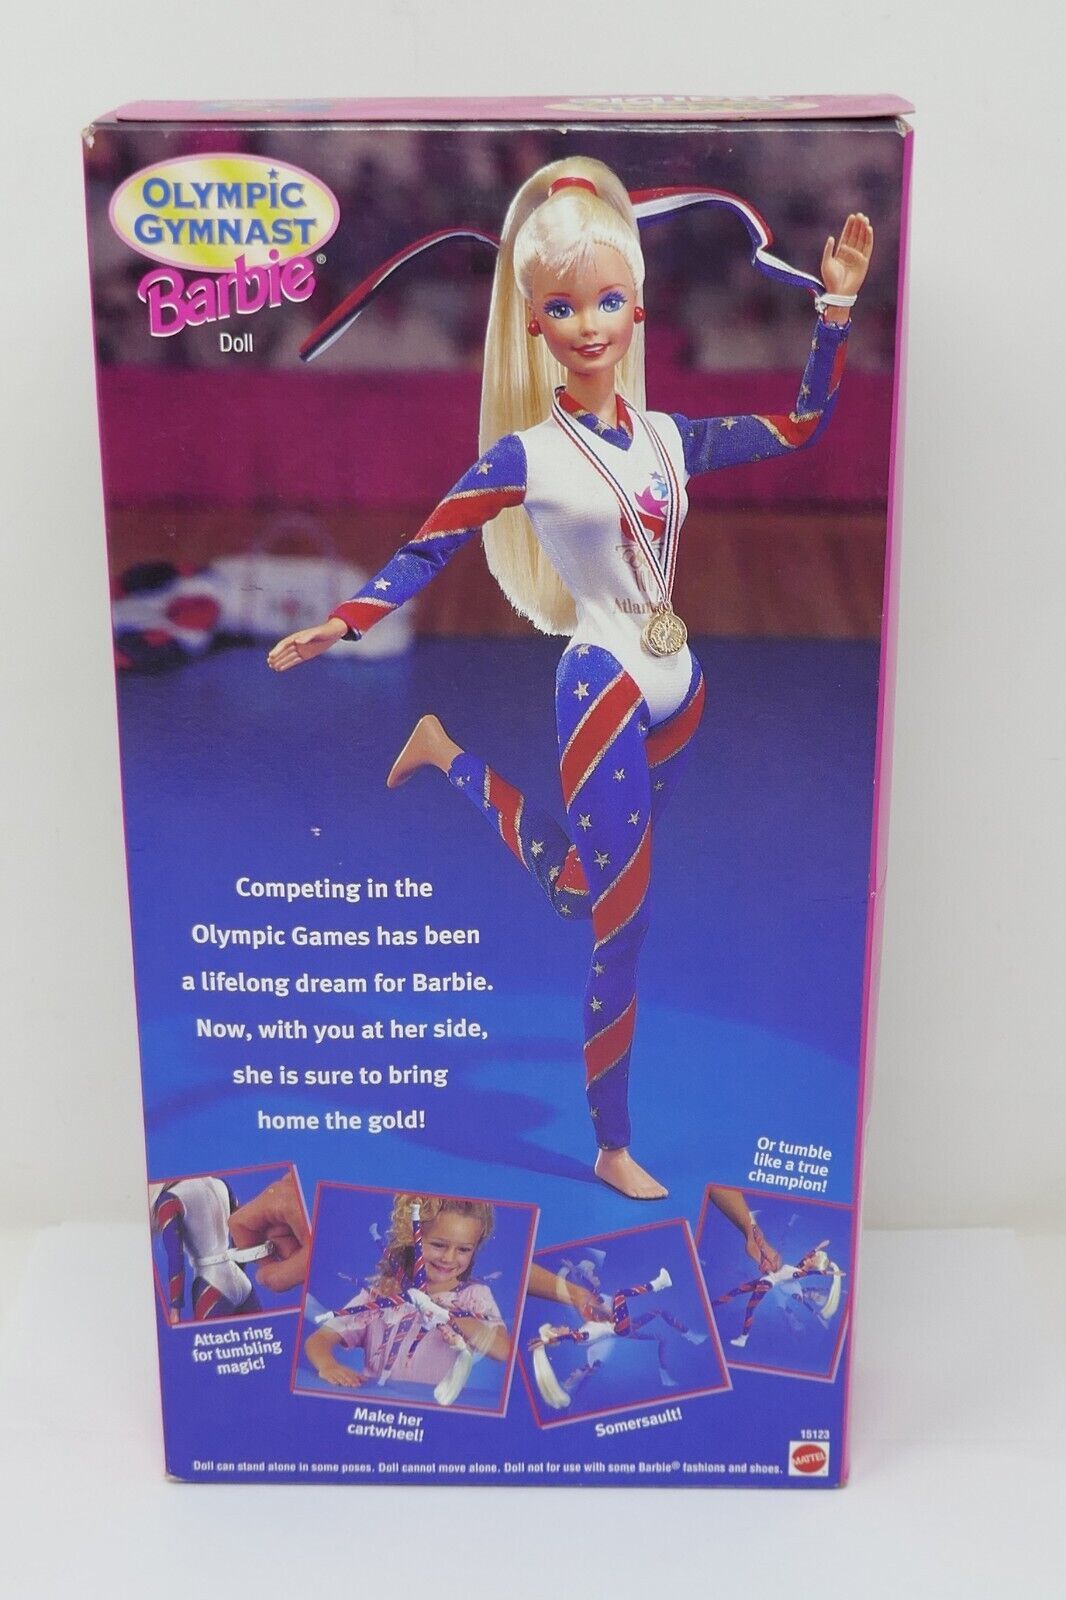 OLYMPIC
GYMNAST
Barbie®
Doll
Atlanta
Competing in the
Olympic Games has been
a lifelong dream for Barbie.
Now, with you at her side,
she is sure to bring
home the gold!
Or tumble
like a true
champion!
Attach ring
for tumbling
magic!
Make her
cartwheel!
Somersault!
15123
MATTEL
Doll can stand alone in some poses. Doll cannot move alone. Doll not for use with some Barbie® fashions and shoes.